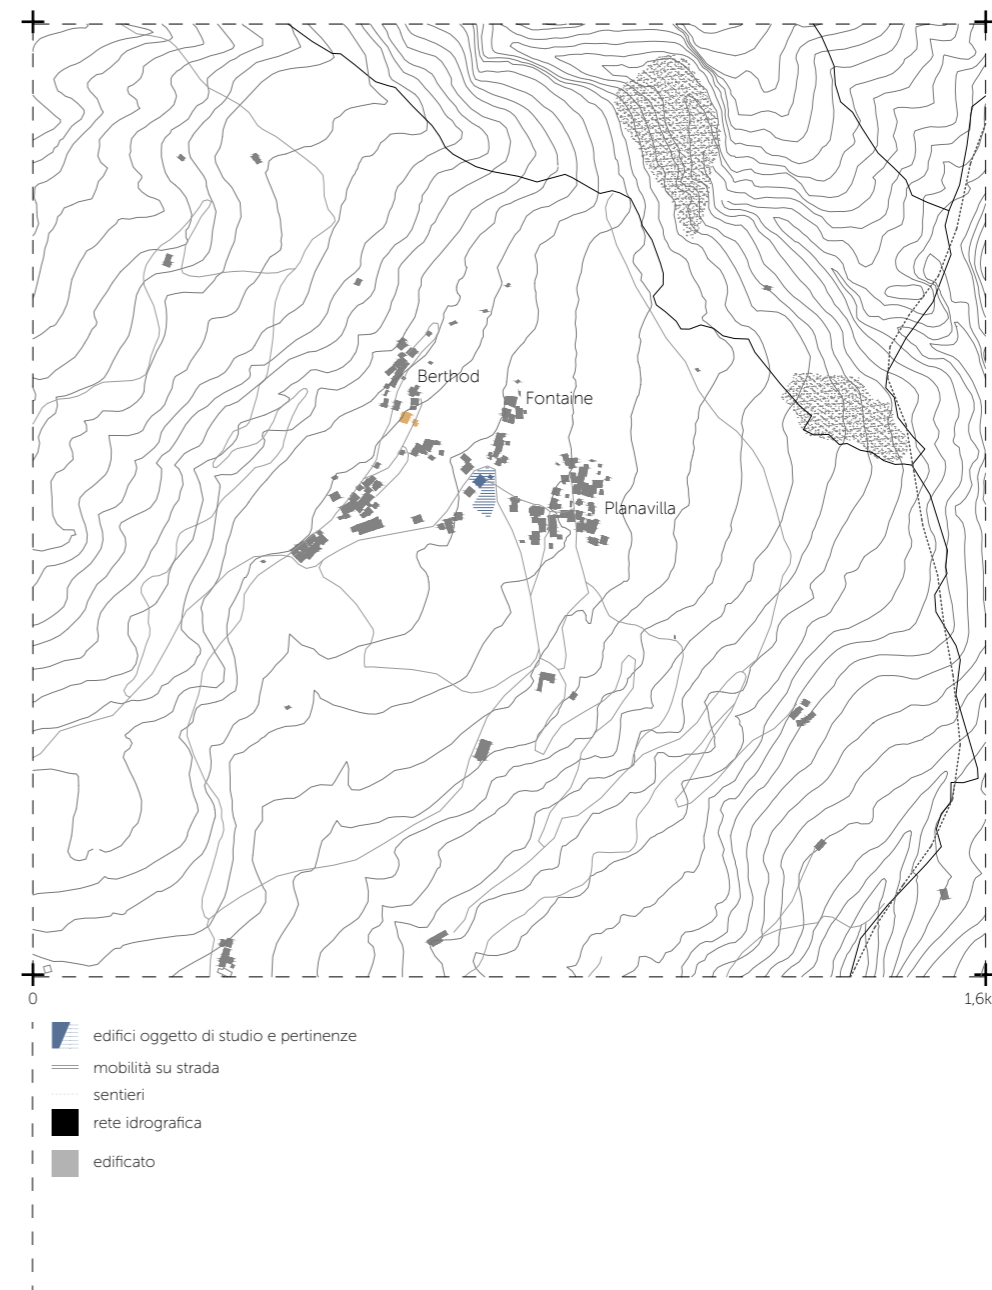 Berthod
Fontaine
Planavilla
0
1,6k
edifici oggetto di studio e pertinenze
mobilità su strada
sentieri
rete idrografica
edificato